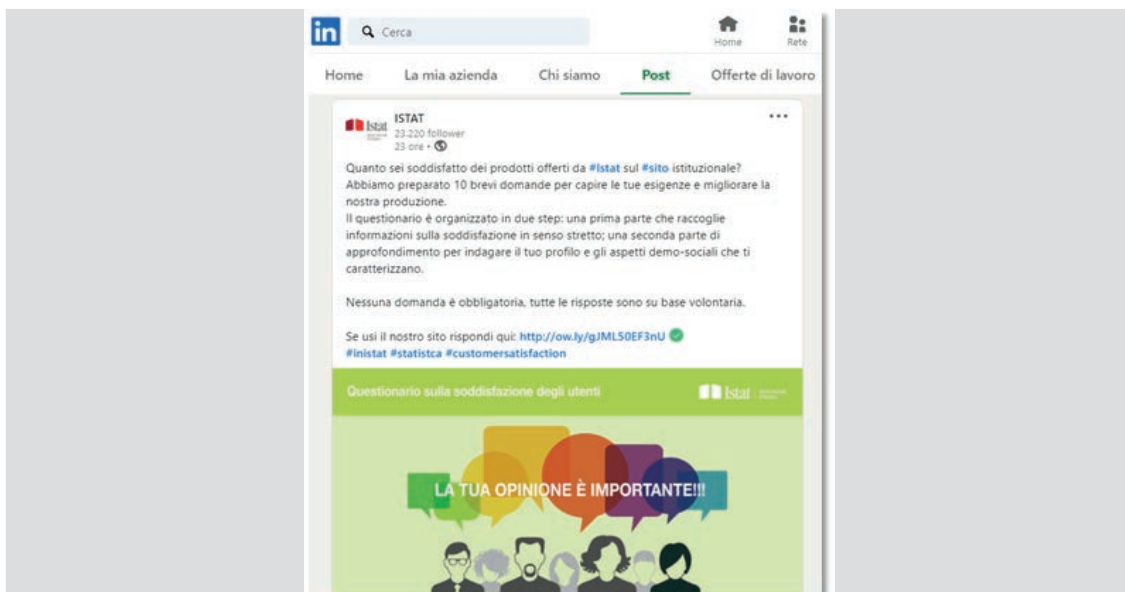 in
Cerca
Home
Rete
Home La mia azienda Chi siamo Post Offerte di lavoro
Istat
ISTAT
23.220 follower
23 ore •
Quanto sei soddisfatto dei prodotti offerti da #Istat sul #sito istituzionale?
Abbiamo preparato 10 brevi domande per capire le tue esigenze e migliorare la
nostra produzione.
Il questionario è organizzato in due step: una prima parte che raccoglie
informazioni sulla soddisfazione in senso stretto; una seconda parte di
approfondimento per indagare il tuo profilo e gli aspetti demo-sociali che ti
caratterizzano.
Nessuna domanda è obbligatoria, tutte le risposte sono su base volontaria.
Se usi il nostro sito rispondi qui: http://ow.ly/gJML50EF3nU
#inistat #statistca #customersatisfaction
Questionario sulla soddisfazione degli utenti
Istat
LA TUA OPINIONE È IMPORTANTE!!!